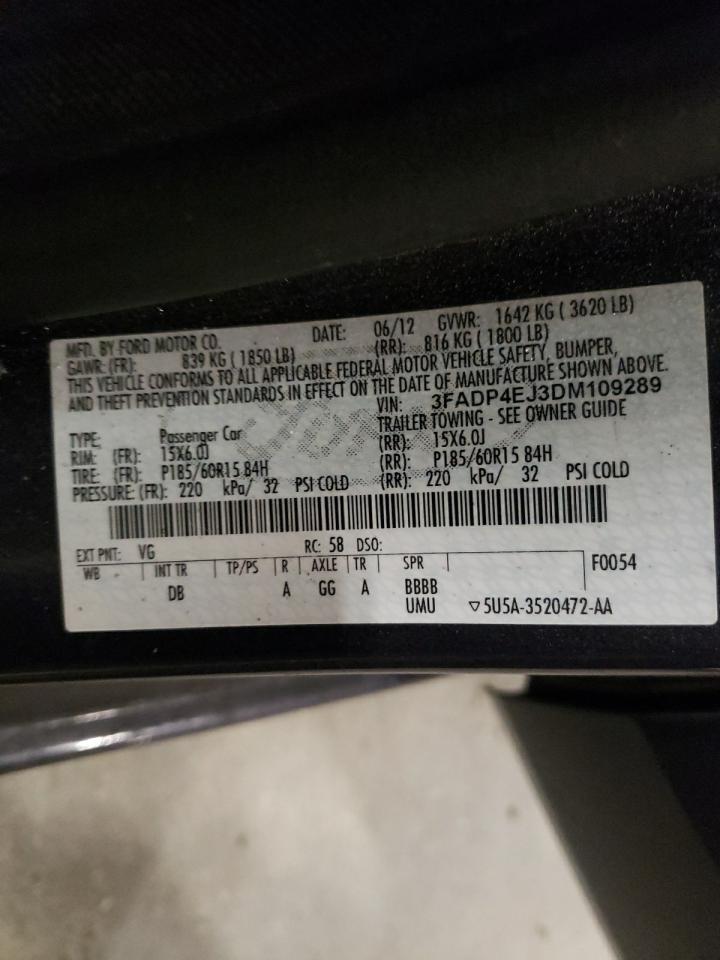 MFD. BY FORD MOTOR CO. DATE: 06/12 GVWR: 1642 KG ( 3620 LB)
GAWR: (FR): 839 KG ( 1850 LB) (RR): 816 KG ( 1800 LB)
THIS VEHICLE CONFORMS TO ALL APPLICABLE FEDERAL MOTOR VEHICLE SAFETY, BUMPER,
AND THEFT PREVENTION STANDARDS IN EFFECT ON THE DATE OF MANUFACTURE SHOWN ABOVE.
VIN: 3FADP4EJ3DM109289
TYPE: Passenger Car TRAILER TOWING - SEE OWNER GUIDE
RIM: (FR): 15X6.0J (RR): 15X6.0J
TIRE: (FR): P185/60R15 84H (RR): P185/60R15 84H
PRESSURE: (FR): 220 kPa/ 32 PSI COLD (RR): 220 kPa/ 32 PSI COLD
EXT PNT: VG RC: 58 DSO:
WB INT TR TP/PS R AXLE TR SPR F0054
DB A GG A BBBB
UMU ▽5U5A-3520472-AA